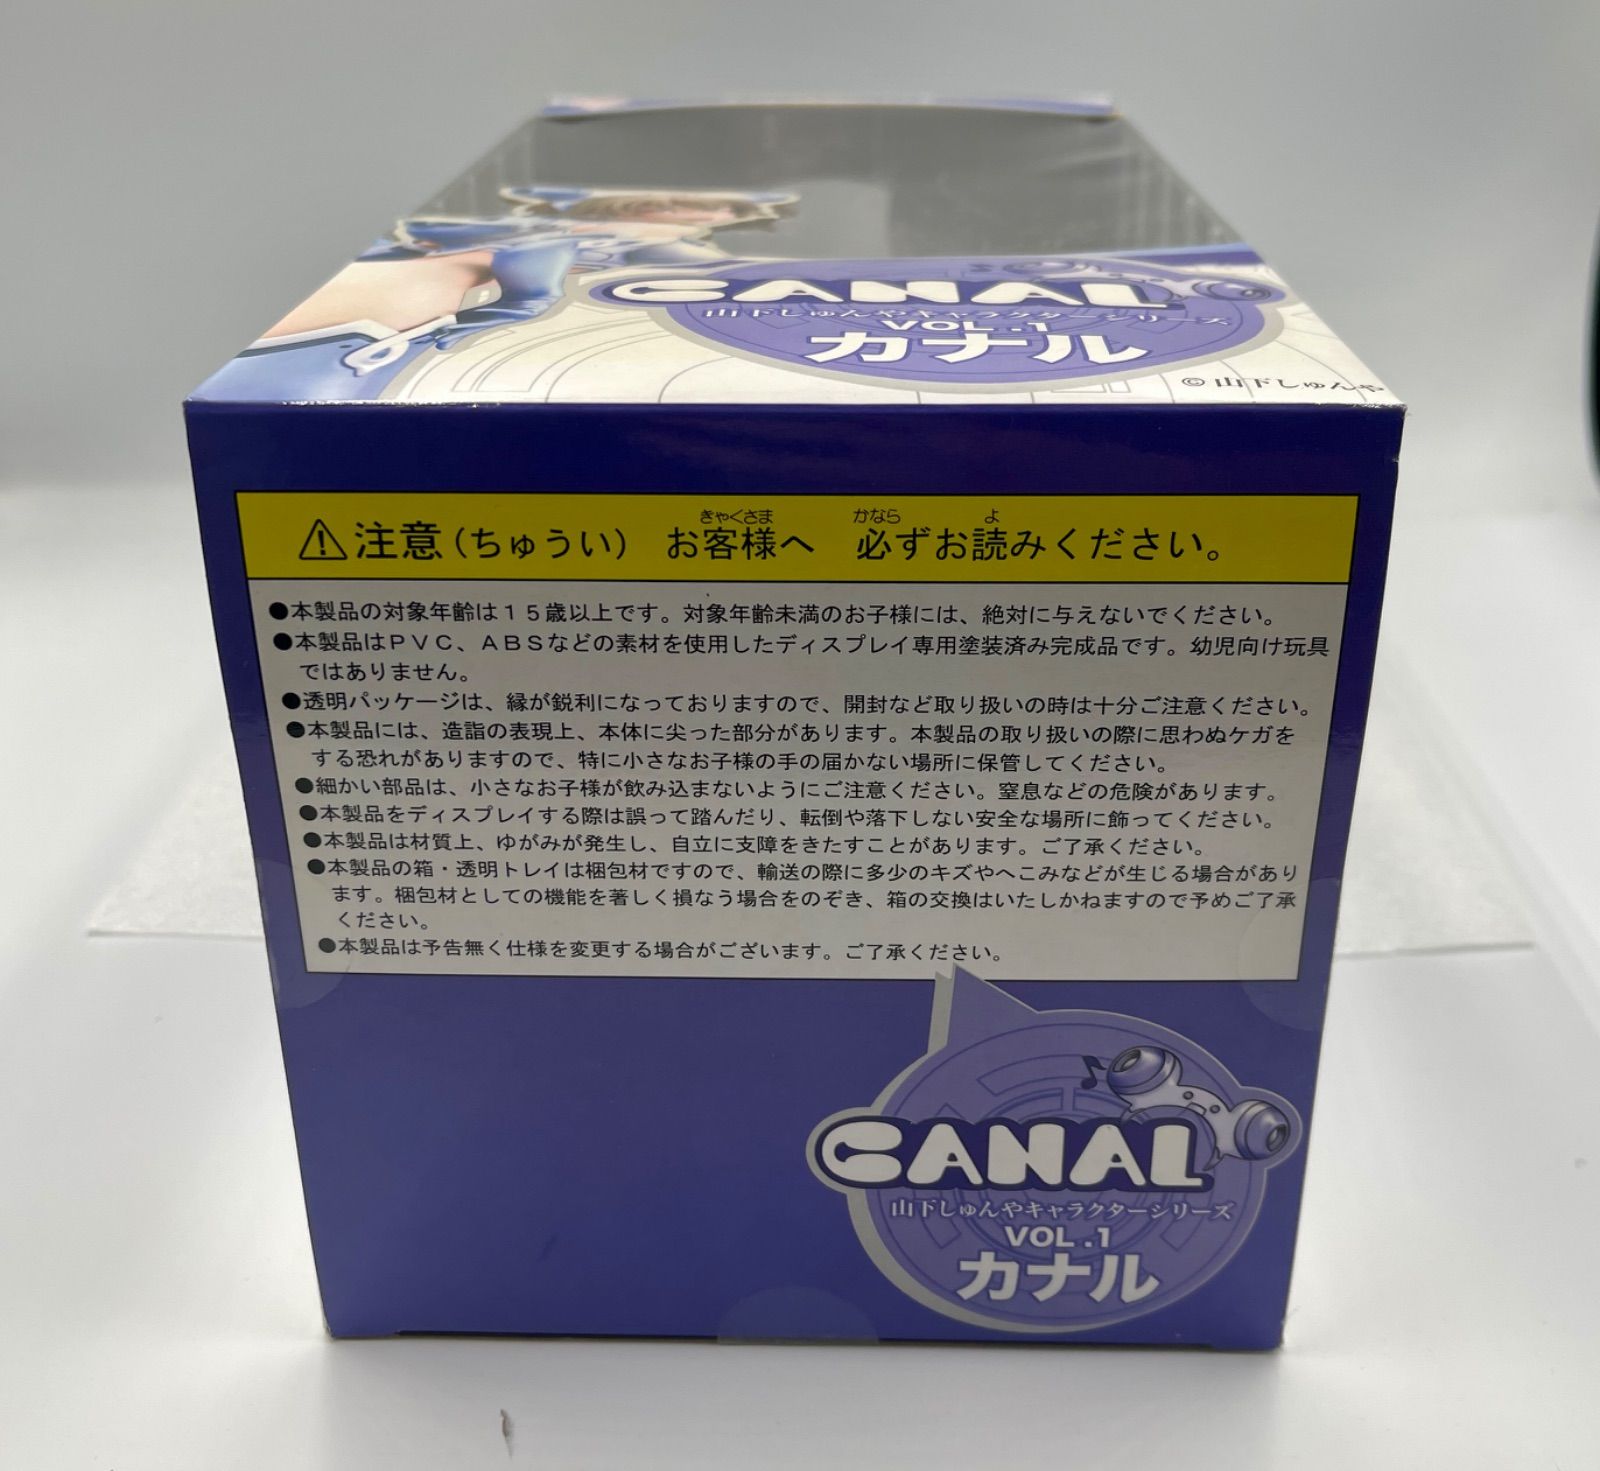 CANAL
山下しゅんやキャラクターシリーズ
VOL.1
カナル
© 山下しゅんや
きゃくさま かなら よ
⚠注意(ちゅうい) お客様へ 必ずお読みください。
●本製品の対象年齢は15歳以上です。対象年齢未満のお子様には、絶対に与えないでください。
●本製品はPVC、ABSなどの素材を使用したディスプレイ専用塗装済み完成品です。幼児向け玩具
ではありません。
●透明パッケージは、縁が鋭利になっておりますので、開封など取り扱いの時は十分ご注意ください。
●本製品には、造詣の表現上、本体に尖った部分があります。本製品の取り扱いの際に思わぬケガを
する恐れがありますので、特に小さなお子様の手の届かない場所に保管してください。
●細かい部品は、小さなお子様が飲み込まないようにご注意ください。窒息などの危険があります。
●本製品をディスプレイする際は誤って踏んだり、転倒や落下しない安全な場所に飾ってください。
●本製品は材質上、ゆがみが発生し、自立に支障をきたすことがあります。ご了承ください。
●本製品の箱・透明トレイは梱包材ですので、輸送の際に多少のキズやへこみなどが生じる場合があり
ます。梱包材としての機能を著しく損なう場合をのぞき、箱の交換はいたしかねますので予めご了承
ください。
●本製品は予告無く仕様を変更する場合がございます。ご了承ください。
CANAL
山下しゅんやキャラクターシリーズ
VOL.1
カナル